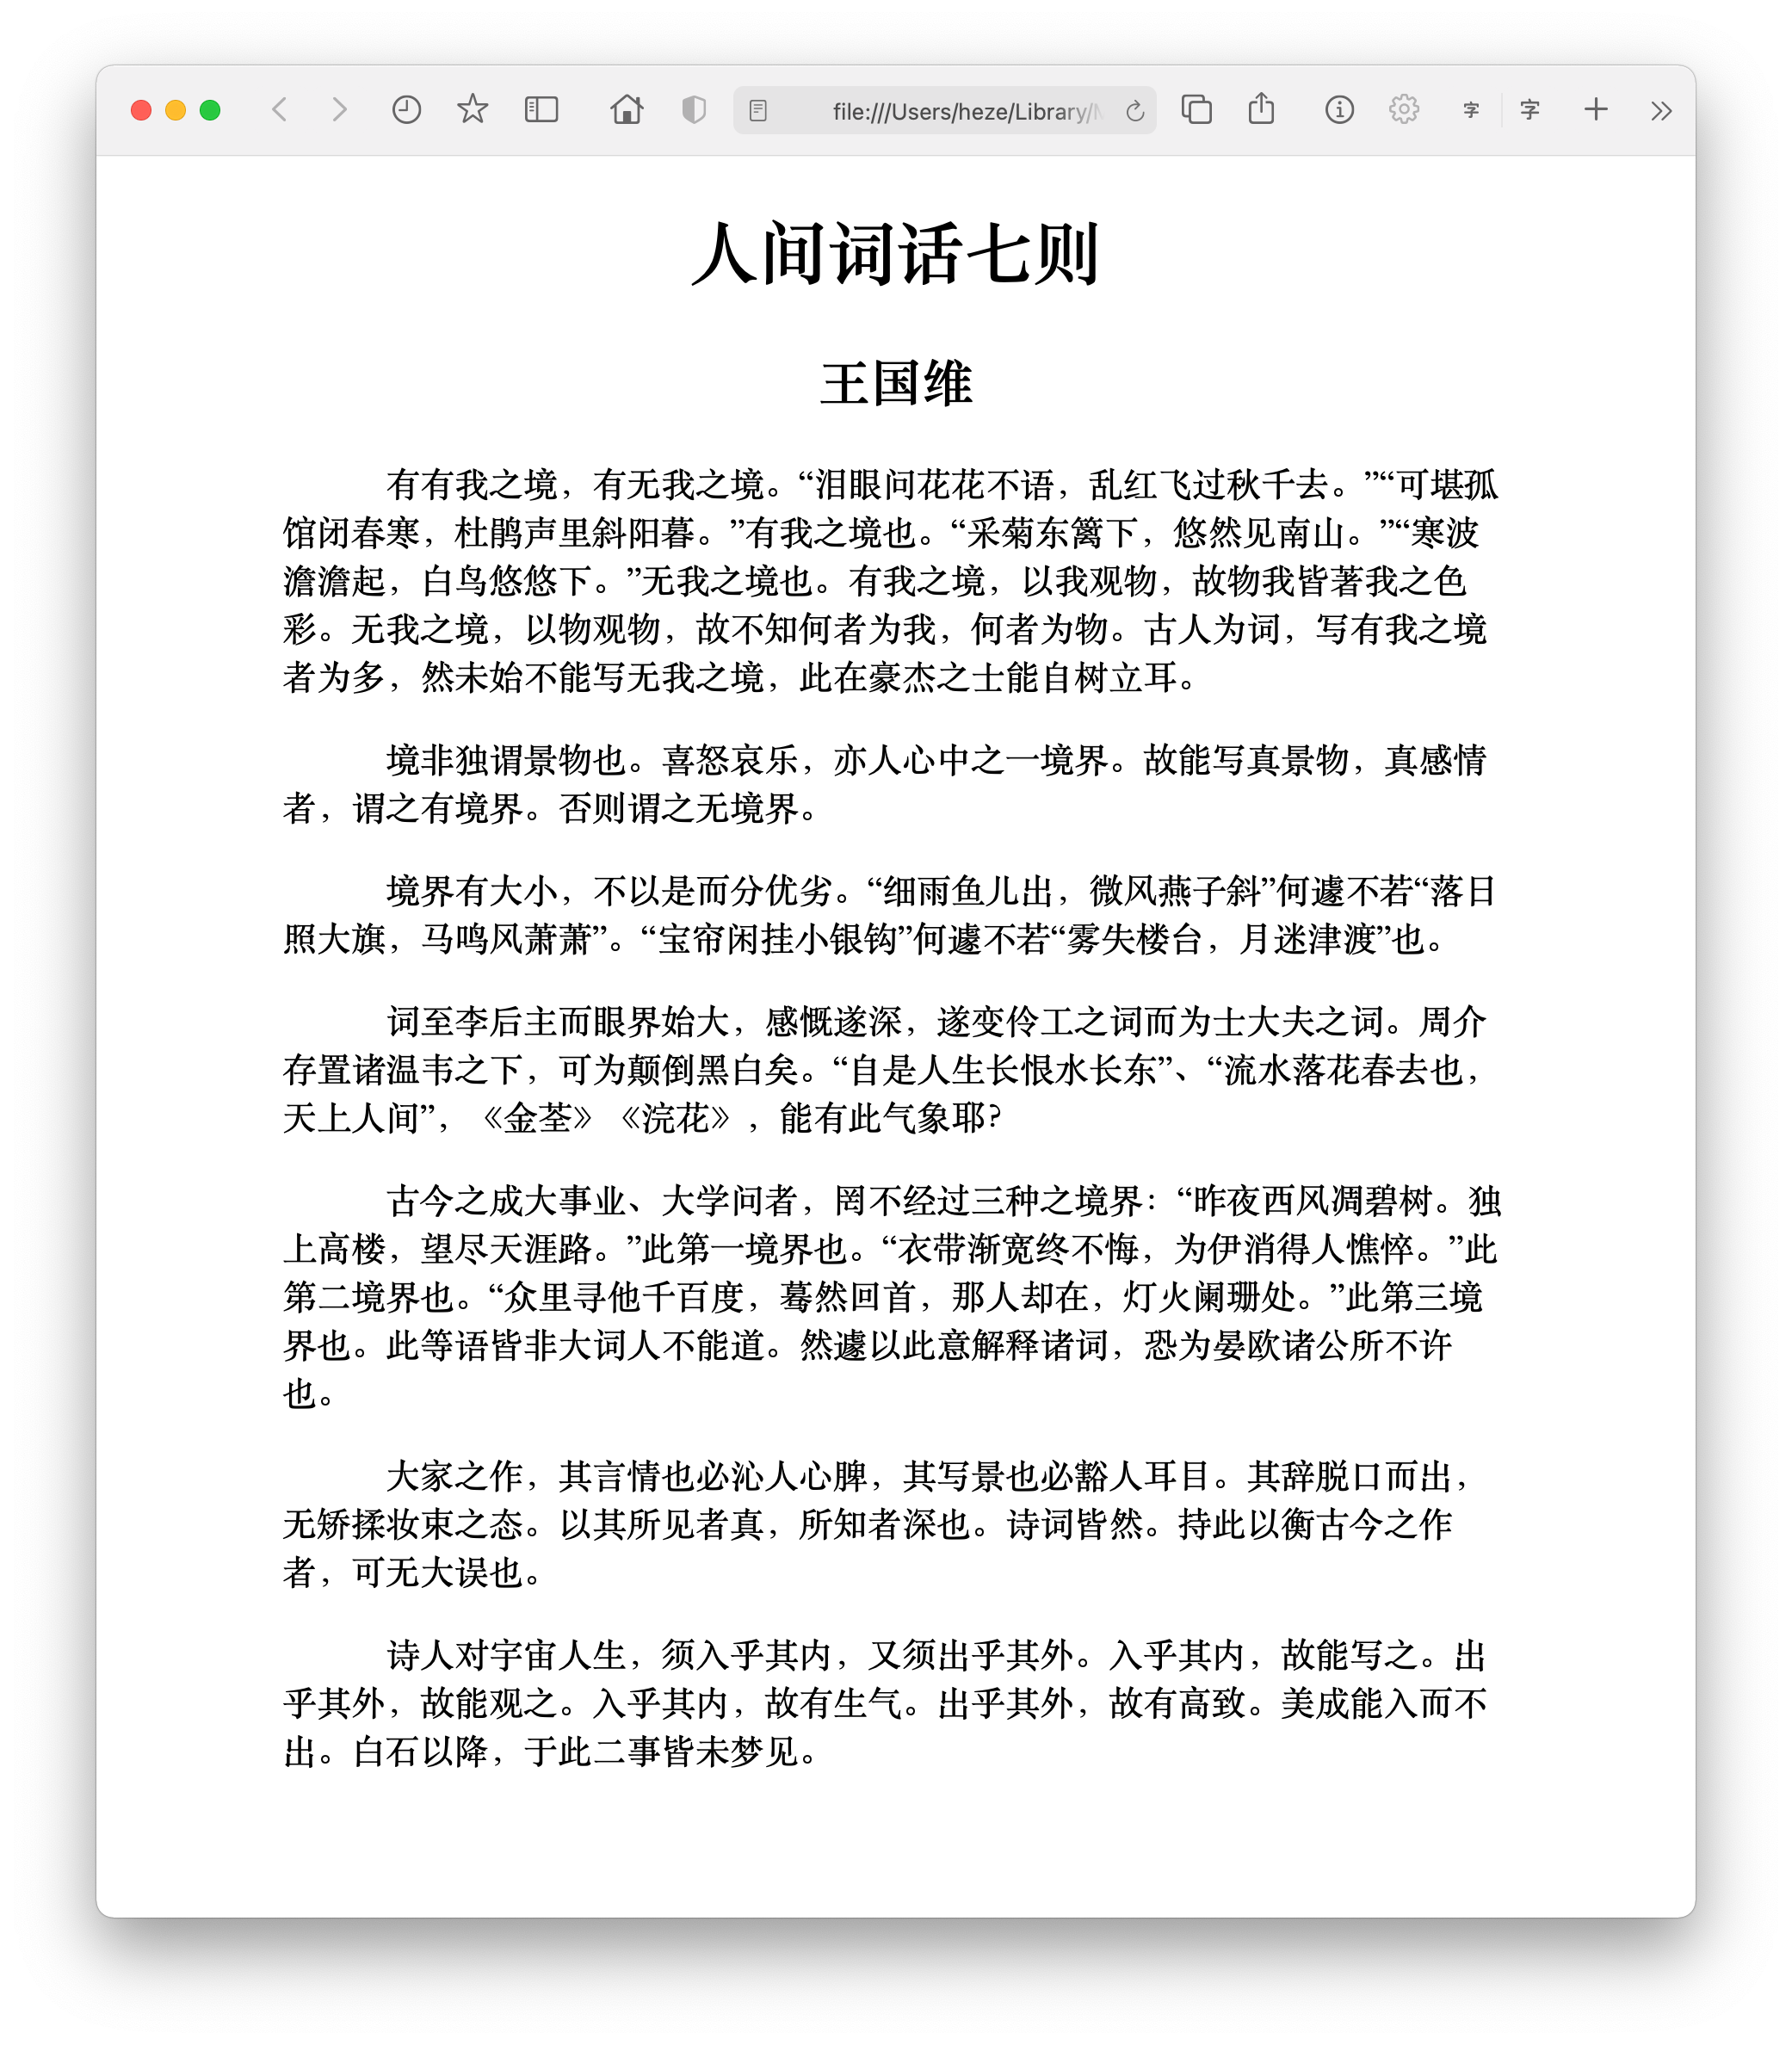 file:///Users/heze/Library/
字 字
人间词话七则
王国维
有有我之境，有无我之境。“泪眼问花花不语，乱红飞过秋千去。”“可堪孤
馆闭春寒，杜鹃声里斜阳暮。”有我之境也。“采菊东篱下，悠然见南山。”“寒波
澹澹起，白鸟悠悠下。”无我之境也。有我之境，以我观物，故物我皆著我之色
彩。无我之境，以物观物，故不知何者为我，何者为物。古人为词，写有我之境
者为多，然未始不能写无我之境，此在豪杰之士能自树立耳。
境非独谓景物也。喜怒哀乐，亦人心中之一境界。故能写真景物，真感情
者，谓之有境界。否则谓之无境界。
境界有大小，不以是而分优劣。“细雨鱼儿出，微风燕子斜”何遽不若“落日
照大旗，马鸣风萧萧”。“宝帘闲挂小银钩”何遽不若“雾失楼台，月迷津渡”也。
词至李后主而眼界始大，感慨遂深，遂变伶工之词而为士大夫之词。周介
存置诸温韦之下，可为颠倒黑白矣。“自是人生长恨水长东”、“流水落花春去也，
天上人间”，《金荃》《浣花》，能有此气象耶？
古今之成大事业、大学问者，罔不经过三种之境界：“昨夜西风凋碧树。独
上高楼，望尽天涯路。”此第一境界也。“衣带渐宽终不悔，为伊消得人憔悴。”此
第二境界也。“众里寻他千百度，蓦然回首，那人却在，灯火阑珊处。”此第三境
界也。此等语皆非大词人不能道。然遽以此意解释诸词，恐为晏欧诸公所不许
也。
大家之作，其言情也必沁人心脾，其写景也必豁人耳目。其辞脱口而出，
无矫揉妆束之态。以其所见者真，所知者深也。诗词皆然。持此以衡古今之作
者，可无大误也。
诗人对宇宙人生，须入乎其内，又须出乎其外。入乎其内，故能写之。出
乎其外，故能观之。入乎其内，故有生气。出乎其外，故有高致。美成能入而不
出。白石以降，于此二事皆未梦见。